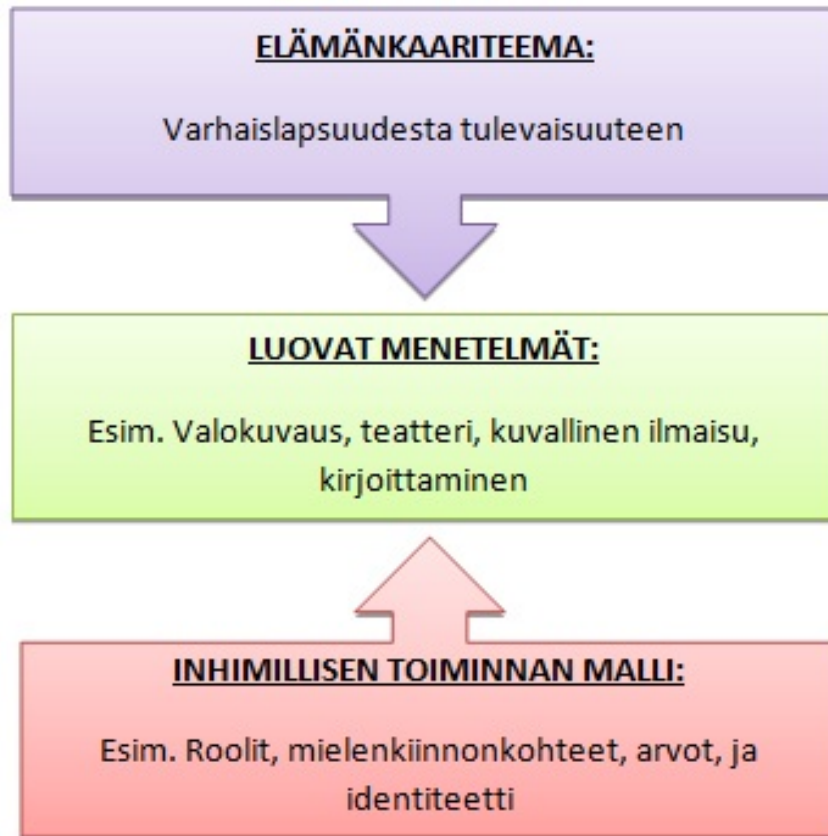 ELÄMÄNKAARITEEMA:
Varhaislapsuudesta tulevaisuuteen
LUOVAT MENETELMÄT:
Esim. Valokuvaus, teatteri, kuvallinen ilmaisu,
kirjoittaminen
INHIMILLISEN TOIMINNAN MALLI:
Esim. Roolit, mielenkiinnonkohteet, arvot, ja
identiteetti